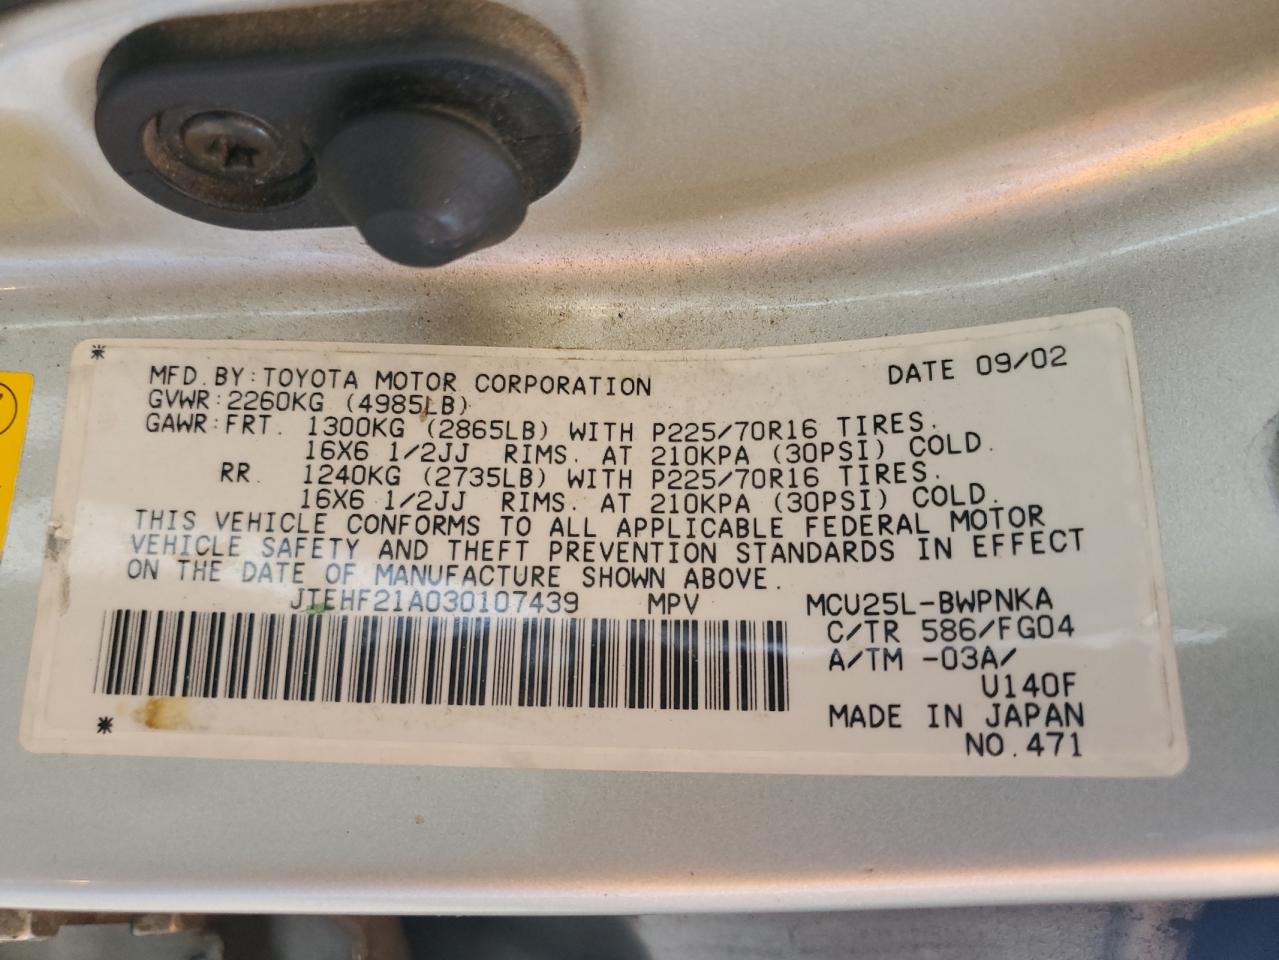 MFD.BY:TOYOTA MOTOR CORPORATION DATE 09/02
GVWR:2260KG (4985LB)
GAWR:FRT. 1300KG (2865LB) WITH P225/70R16 TIRES.
16X6 1/2JJ RIMS. AT 210KPA (30PSI) COLD.
RR. 1240KG (2735LB) WITH P225/70R16 TIRES.
16X6 1/2JJ RIMS. AT 210KPA (30PSI) COLD.
THIS VEHICLE CONFORMS TO ALL APPLICABLE FEDERAL MOTOR
VEHICLE SAFETY AND THEFT PREVENTION STANDARDS IN EFFECT
ON THE DATE OF MANUFACTURE SHOWN ABOVE.
JTEHF21A030107439 MPV MCU25L-BWPNKA
C/TR 586/FG04
A/TM -03A/
U140F
MADE IN JAPAN
NO.471